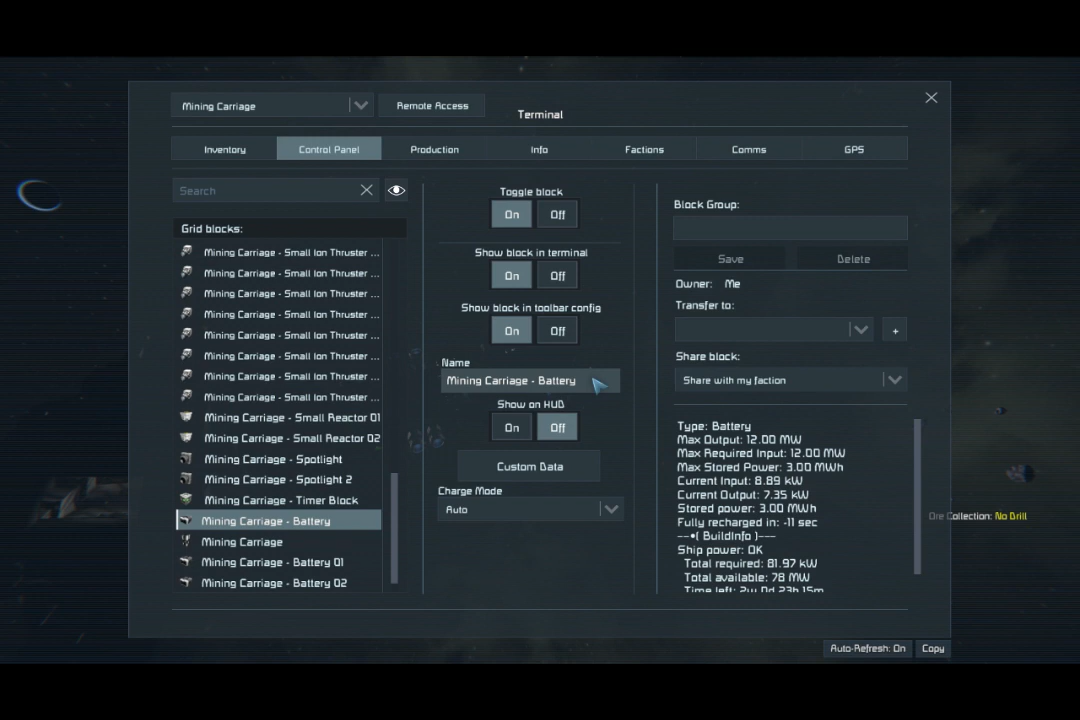 Mining Carriage
Remote Access
Terminal
Inventory
Control Panel
Production
Info
Factions
Comms
GPS
Search
Grid blocks:
Mining Carriage - Small Ion Thruster ...
Mining Carriage - Small Ion Thruster ...
Mining Carriage - Small Ion Thruster ...
Mining Carriage - Small Ion Thruster ...
Mining Carriage - Small Ion Thruster ...
Mining Carriage - Small Ion Thruster ...
Mining Carriage - Small Ion Thruster ...
Mining Carriage - Small Ion Thruster ...
Mining Carriage - Small Reactor 01
Mining Carriage - Small Reactor 02
Mining Carriage - Spotlight
Mining Carriage - Spotlight 2
Mining Carriage - Timer Block
Mining Carriage - Battery
Mining Carriage
Mining Carriage - Battery 01
Mining Carriage - Battery 02
Toggle block
On Off
Show block in terminal
On Off
Show block in toolbar config
On Off
Name
Mining Carriage - Battery
Show on HUD
On Off
Custom Data
Charge Mode
Auto
Block Group:
Save Delete
Owner: Me
Transfer to:
+
Share block:
Share with my faction
Type: Battery
Max Output: 12.00 MW
Max Required Input: 12.00 MW
Max Stored Power: 3.00 MWh
Current Input: 8.89 kW
Current Output: 7.35 kW
Stored power: 3.00 MWh
Fully recharged in: -11 sec
--•( BuildInfo )---
Ship power: OK
Total required: 81.97 kW
Total available: 78 MW
Time left: 2w 0d 23h 15m
Ore Collection: No Drill
Auto-Refresh: On
Copy